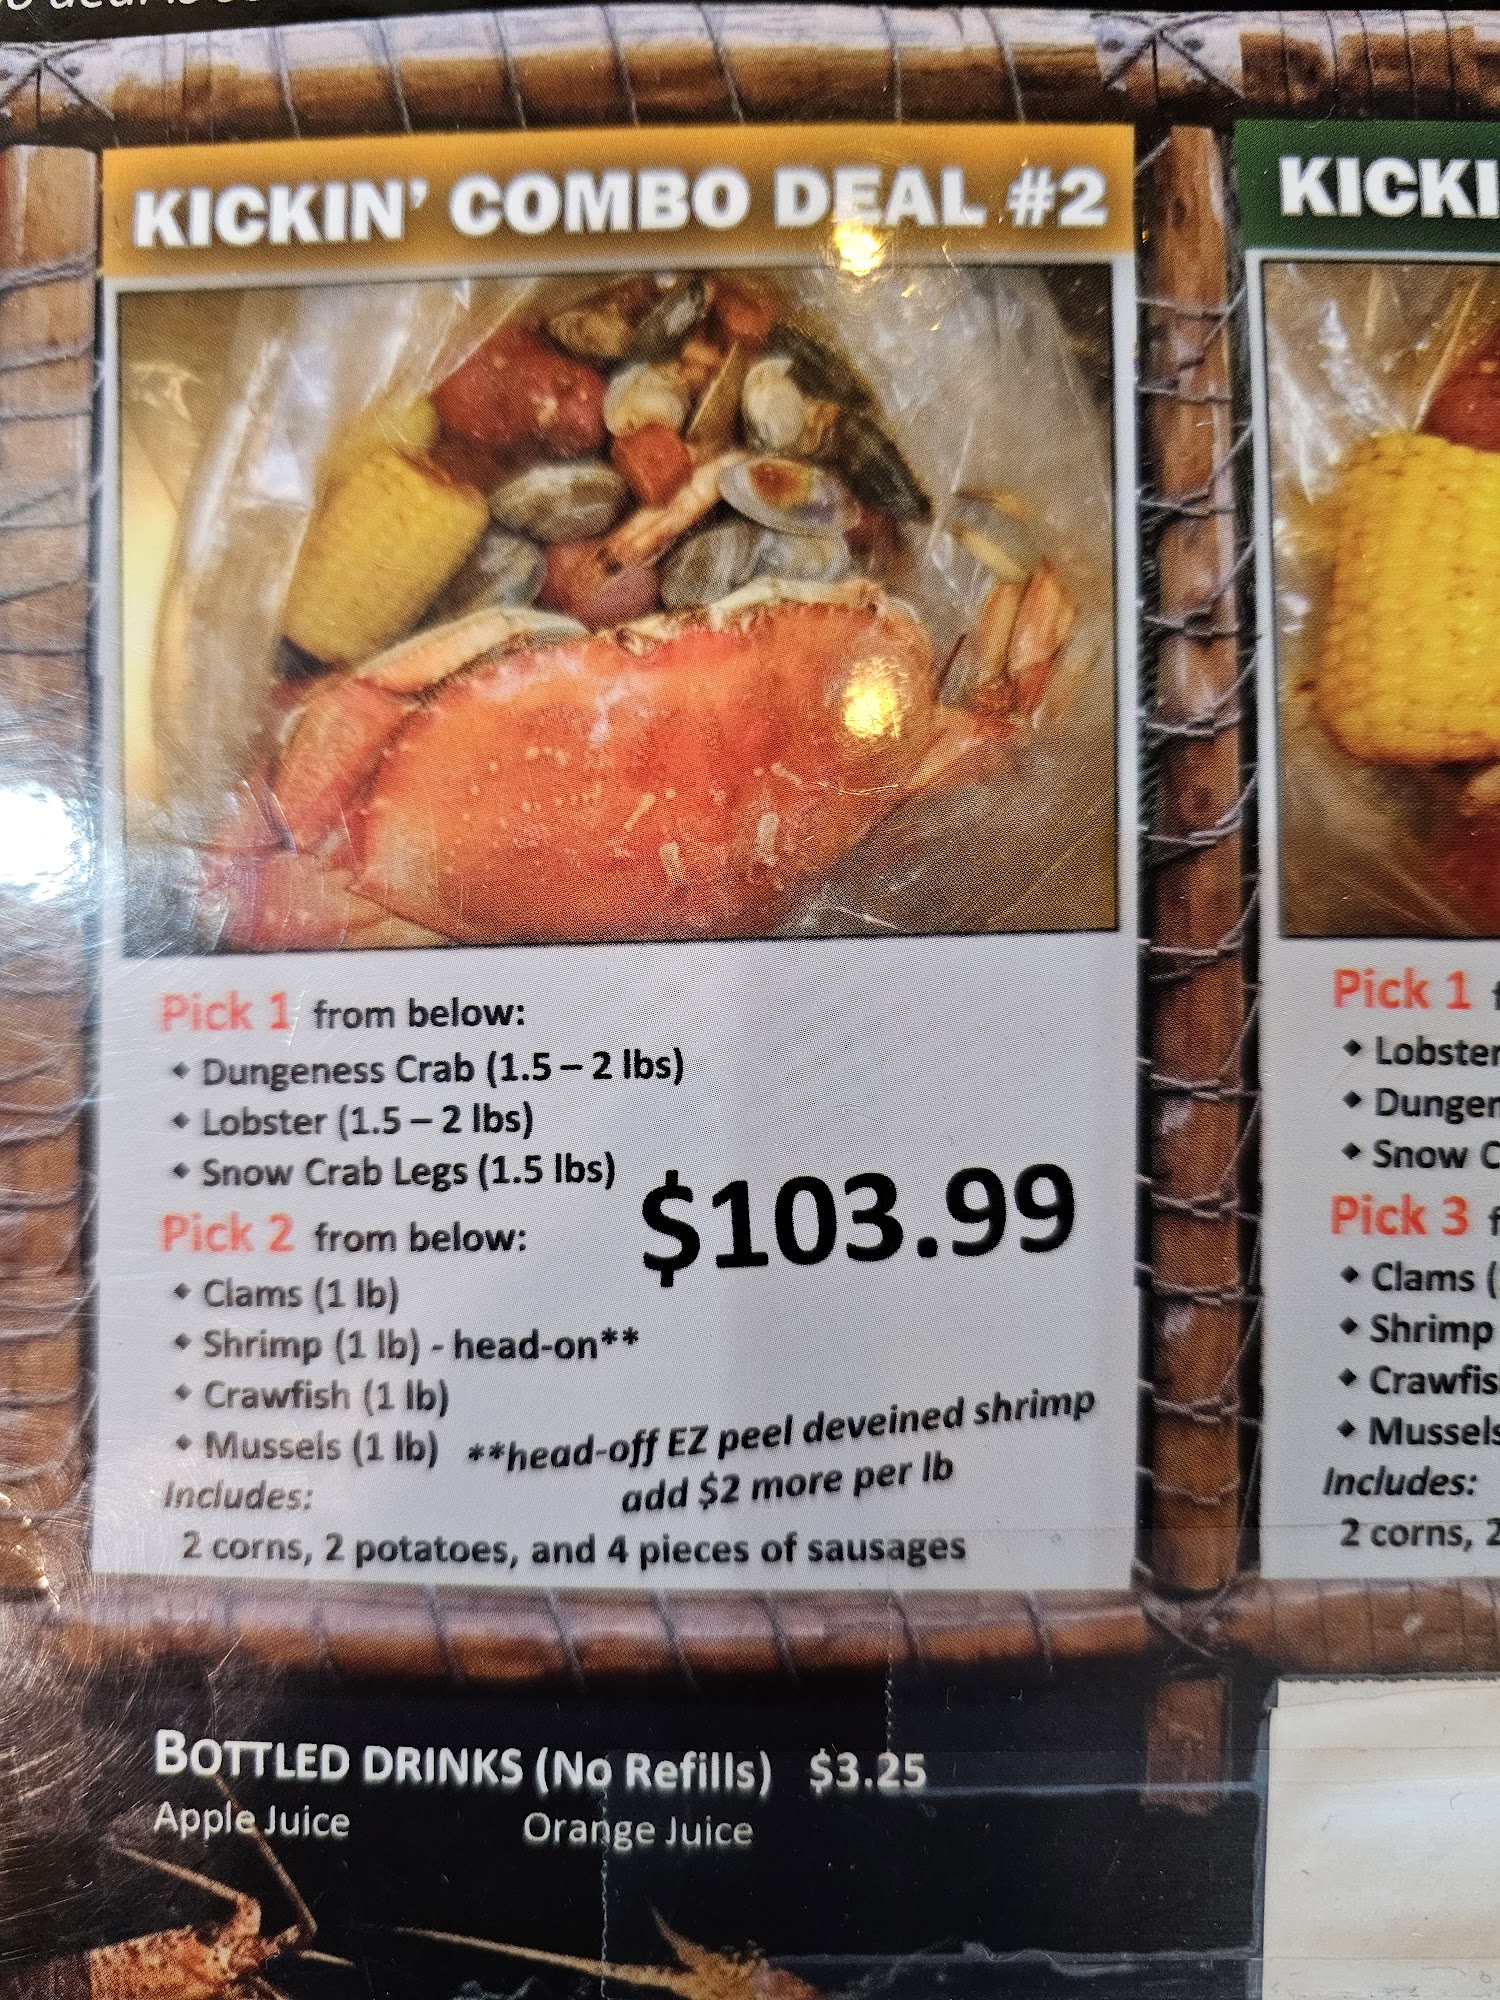 KICKIN' COMBO DEAL #2
Pick 1 from below:
◆ Dungeness Crab (1.5 – 2 lbs)
◆ Lobster (1.5 – 2 lbs)
◆ Snow Crab Legs (1.5 lbs)
$103.99
Pick 2 from below:
◆ Clams (1 lb)
◆ Shrimp (1 lb) - head-on**
◆ Crawfish (1 lb)
◆ Mussels (1 lb)
**head-off EZ peel deveined shrimp
add $2 more per lb
Includes:
2 corns, 2 potatoes, and 4 pieces of sausages
KICKI
Pick 1
◆ Lobster
◆ Dungen
◆ Snow C
Pick 3
◆ Clams (
◆ Shrimp
◆ Crawfis
◆ Mussels
Includes:
2 corns, 2
BOTTLED DRINKS (No Refills) $3.25
Apple Juice
Orange Juice